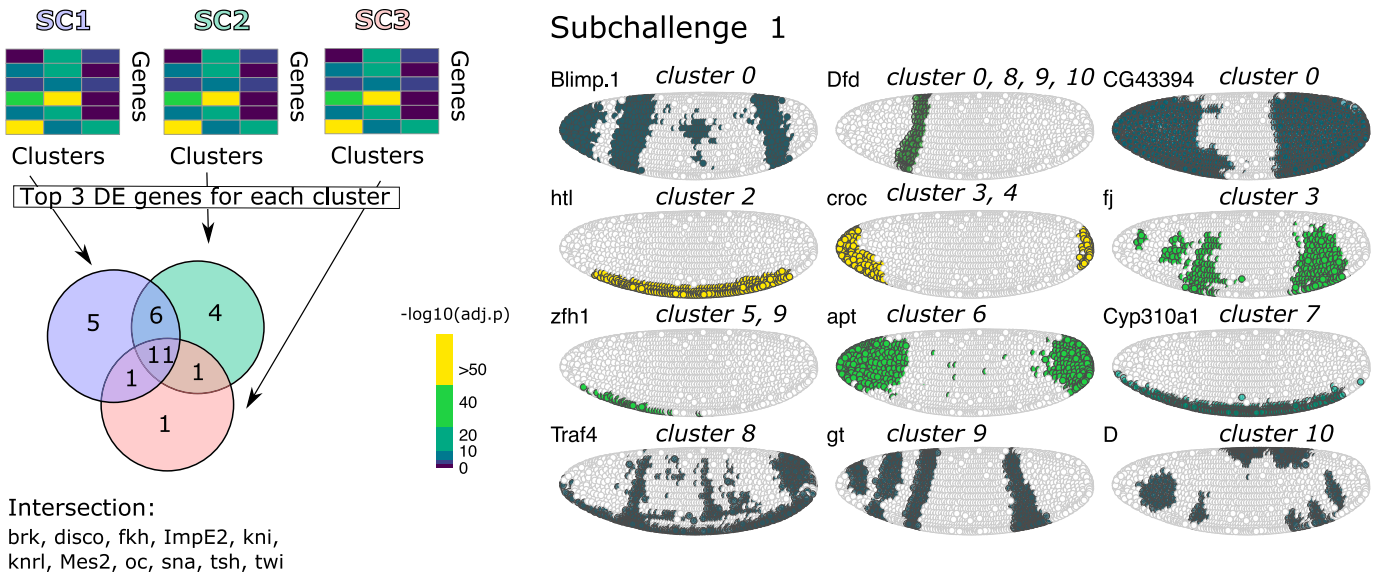 SC1
SC2
SC3
Genes
Genes
Genes
Clusters
Clusters
Clusters
Top 3 DE genes for each cluster
5
6
4
11
1
1
1
-log10(adj.p)
>50
40
20
10
0
Intersection:
brk, disco, fkh, ImpE2, kni,
knrl, Mes2, oc, sna, tsh, twi
Subchallenge 1
Blimp.1 cluster 0
Dfd cluster 0, 8, 9, 10
CG43394 cluster 0
htl cluster 2
croc cluster 3, 4
fj cluster 3
zfh1 cluster 5, 9
apt cluster 6
Cyp310a1 cluster 7
Traf4 cluster 8
gt cluster 9
D cluster 10